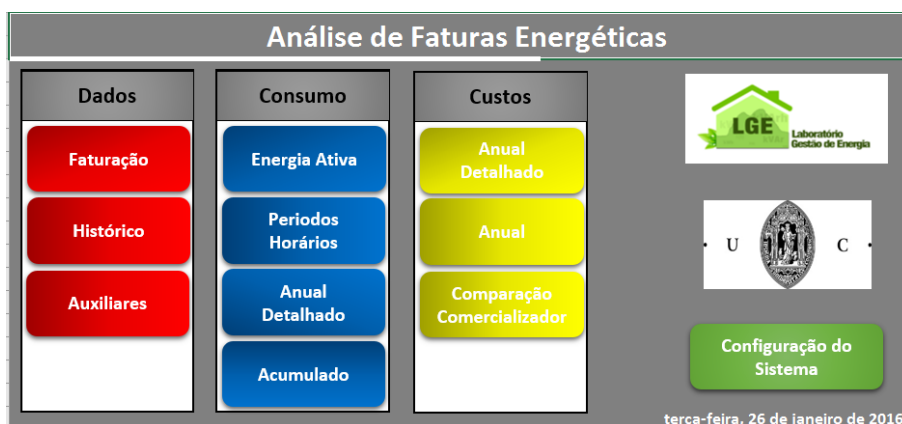 Análise de Faturas Energéticas
Dados
Faturação
Histórico
Auxiliares
Consumo
Energia Ativa
Periodos
Horários
Anual
Detalhado
Acumulado
Custos
Anual
Detalhado
Anual
Comparação
Comercializador
LGE
Laboratório
Gestão de Energia
· U C ·
Configuração do
Sistema
terça-feira, 26 de janeiro de 2016